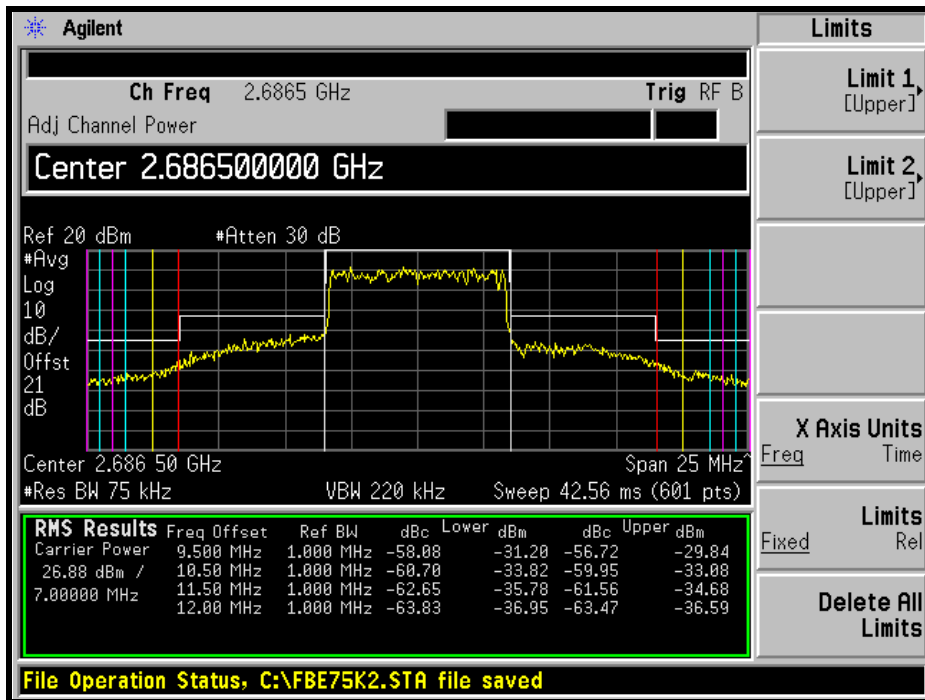 Agilent
Limits
Ch Freq 2.6865 GHz Trig RF B
Adj Channel Power
Center 2.686500000 GHz
Ref 20 dBm #Atten 30 dB
#Avg
Log
10
dB/
Offst
21
dB
Center 2.686 50 GHz Span 25 MHz^
#Res BW 75 kHz VBW 220 kHz Sweep 42.56 ms (601 pts)
RMS Results Freq Offset Ref BW dBc Lower dBm dBc Upper dBm
Carrier Power 9.500 MHz 1.000 MHz -58.08 -31.20 -56.72 -29.84
26.88 dBm / 10.50 MHz 1.000 MHz -60.70 -33.82 -59.95 -33.08
7.00000 MHz 11.50 MHz 1.000 MHz -62.65 -35.78 -61.56 -34.68
12.00 MHz 1.000 MHz -63.83 -36.95 -63.47 -36.59
File Operation Status, C:\FBE75K2.STA file saved
Limit 1
[Upper]
Limit 2
[Upper]
X Axis Units
Freq Time
Limits
Fixed Rel
Delete All
Limits